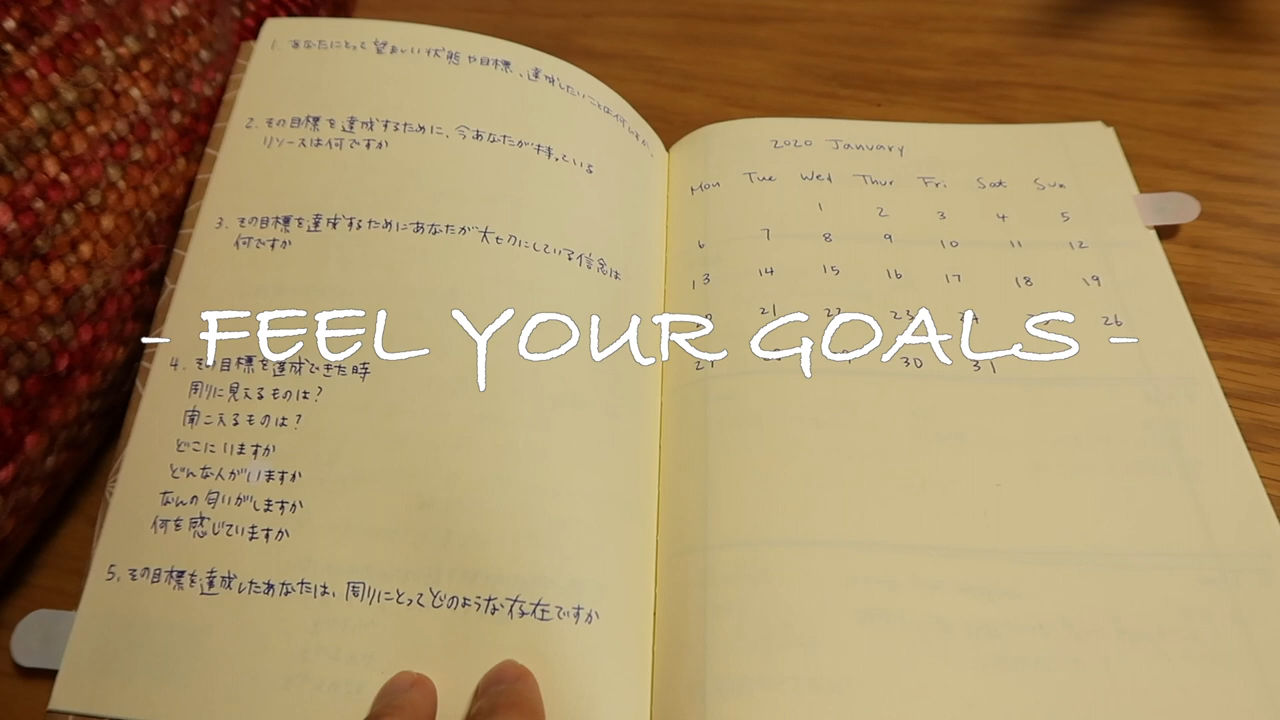 1. あなたにとって望ましい状態や目標、達成したいことは何ですか。
2. その目標を達成するために、今あなたが持っている
リソースは何ですか
3. その目標を達成するためにあなたが大切にしている信念は
何ですか
- FEEL YOUR GOALS -
4. その目標を達成できた時
周りに見えるものは?
聞こえるものは?
どこにいますか
どんな人がいますか
なんの匂いがしますか
何を感じていますか
5. その目標を達成したあなたは、周りにとってどのような存在ですか
2020 January
Mon Tue Wed Thur Fri Sat Sun
1 2 3 4 5
6 7 8 9 10 11 12
13 14 15 16 17 18 19
21 22 23 26
27 30 31